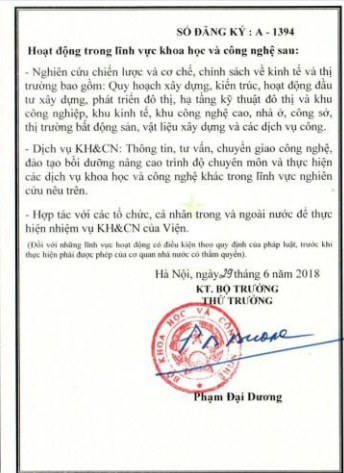 SỐ ĐĂNG KÝ : A - 1394
Hoạt động trong lĩnh vực khoa học và công nghệ sau:
- Nghiên cứu chiến lược và cơ chế, chính sách về kinh tế và thị
trường bao gồm: Quy hoạch xây dựng, kiến trúc, hoạt động đầu
tư xây dựng, phát triển đô thị, hạ tầng kỹ thuật đô thị và khu
công nghiệp, khu kinh tế, khu công nghệ cao, nhà ở, công sở,
thị trường bất động sản, vật liệu xây dựng và các dịch vụ công.
- Dịch vụ KH&CN: Thông tin, tư vấn, chuyển giao công nghệ,
đào tạo bồi dưỡng nâng cao trình độ chuyên môn và thực hiện
các dịch vụ khoa học và công nghệ khác trong lĩnh vực nghiên
cứu nêu trên.
- Hợp tác với các tổ chức, cá nhân trong và ngoài nước để thực
hiện nhiệm vụ KH&CN của Viện.
(Đối với những lĩnh vực hoạt động có điều kiện theo quy định của pháp luật, trước khi
thực hiện phải được phép của cơ quan nhà nước có thẩm quyền).
Hà Nội, ngày 29 tháng 6 năm 2018
KT. BỘ TRƯỞNG
THỨ TRƯỞNG
BỘ KHOA HỌC VÀ CÔNG NGHỆ
Phạm Đại Dương